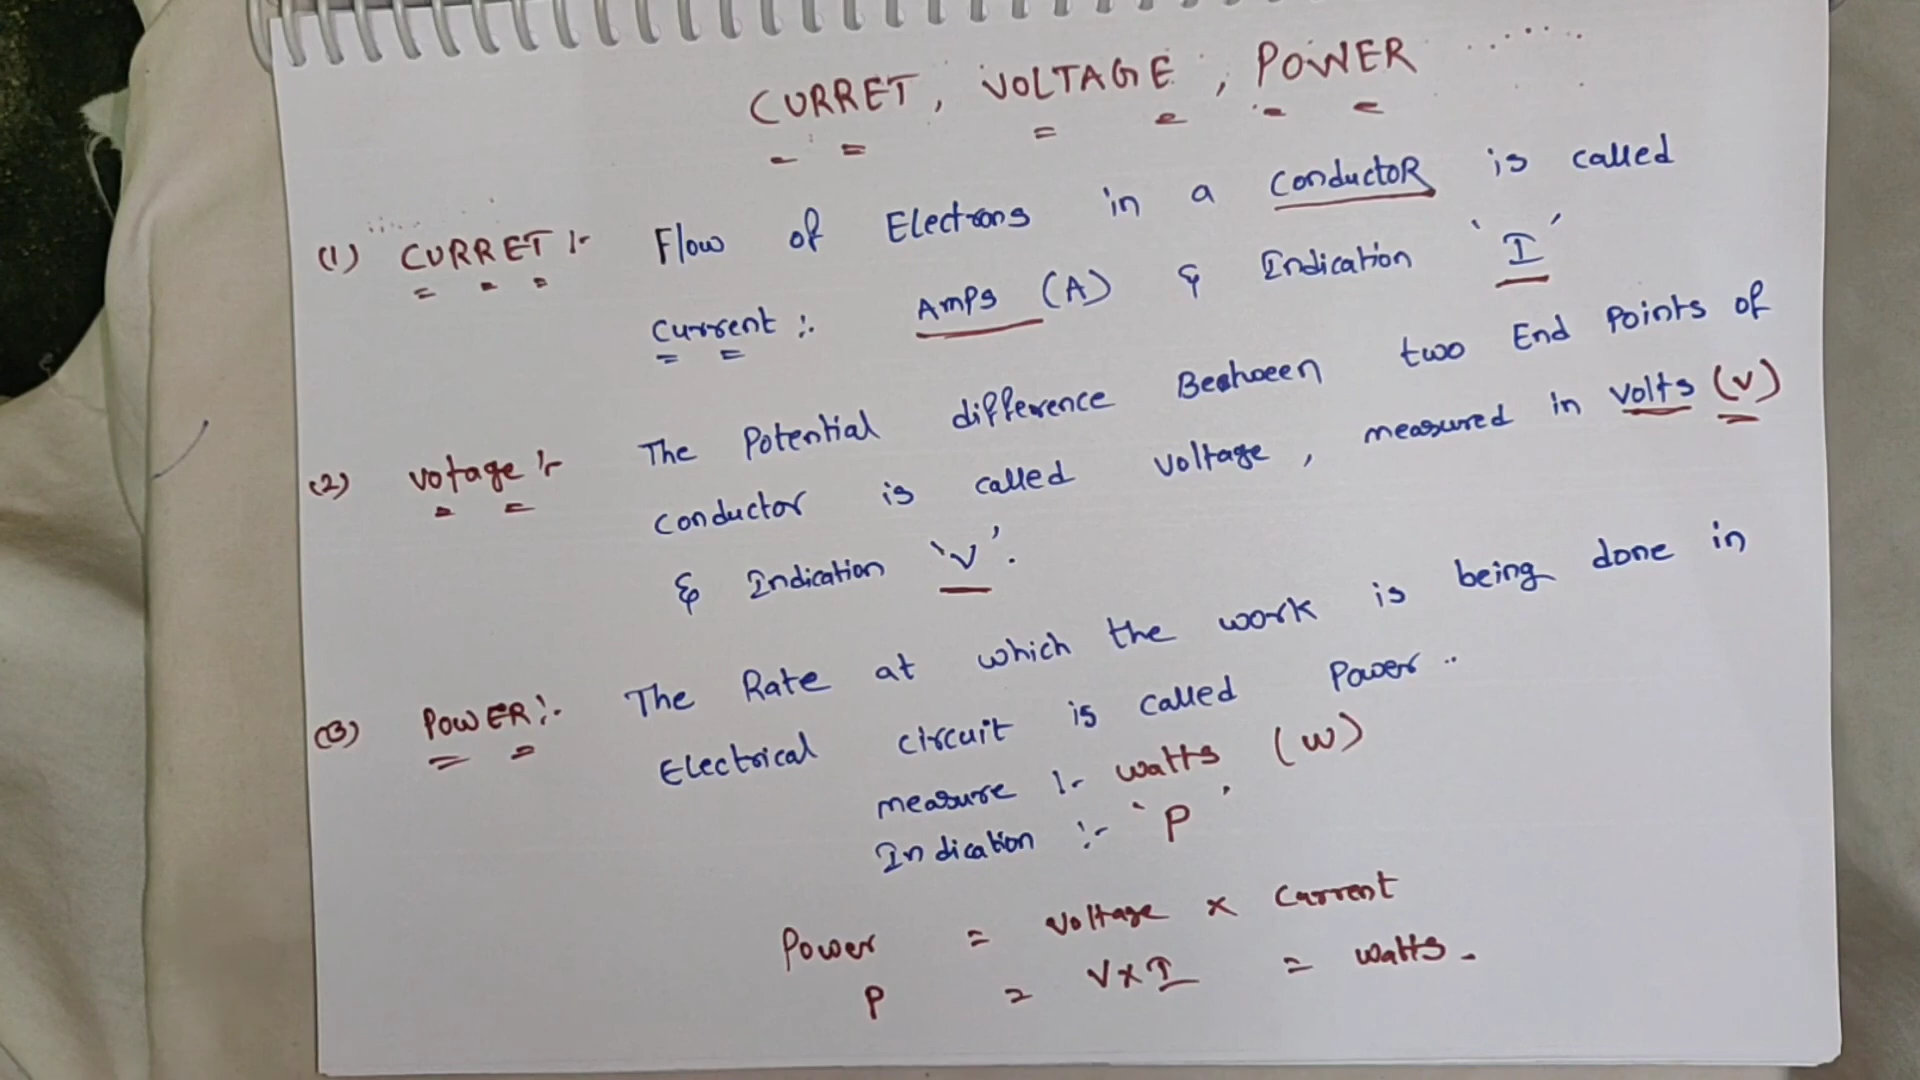 CURRET, VOLTAGE, POWER
(1) CURRET :- Flow of Electrons in a ConductoR is called
Current :. Amps (A) & Indication 'I'
(2) votage :- The Potential difference Beetween two End Points of
Conductor is called voltage, measured in volts (v)
& Indication 'V'.
(3) POWER :- The Rate at which the work is being done in
Electrical circuit is called Power..
measure :- watts (w)
Indication :- 'P'
Power = voltage x Current
P = V x I = watts.